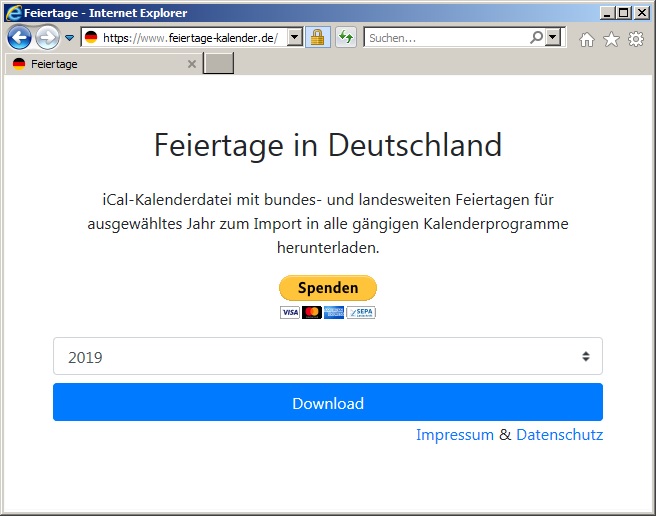 Feiertage - Internet Explorer
https://www.feiertage-kalender.de/
Suchen...
Feiertage
Feiertage in Deutschland
iCal-Kalenderdatei mit bundes- und landesweiten Feiertagen für
ausgewähltes Jahr zum Import in alle gängigen Kalenderprogramme
herunterladen.
Spenden
VISA
SEPA
2019
Download
Impressum & Datenschutz